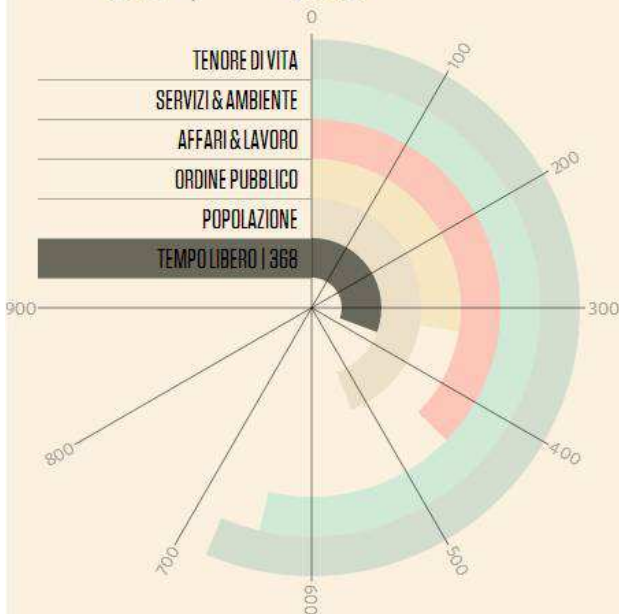 0
TENORE DI VITA
100
SERVIZI & AMBIENTE
AFFARI & LAVORO
200
ORDINE PUBBLICO
POPOLAZIONE
TEMPO LIBERO | 368
900
300
800
400
700
500
600